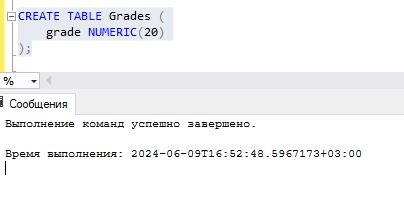 CREATE TABLE Grades (
grade NUMERIC(20)
);
%
Сообщения
Выполнение команд успешно завершено.
Время выполнения: 2024-06-09T16:52:48.5967173+03:00